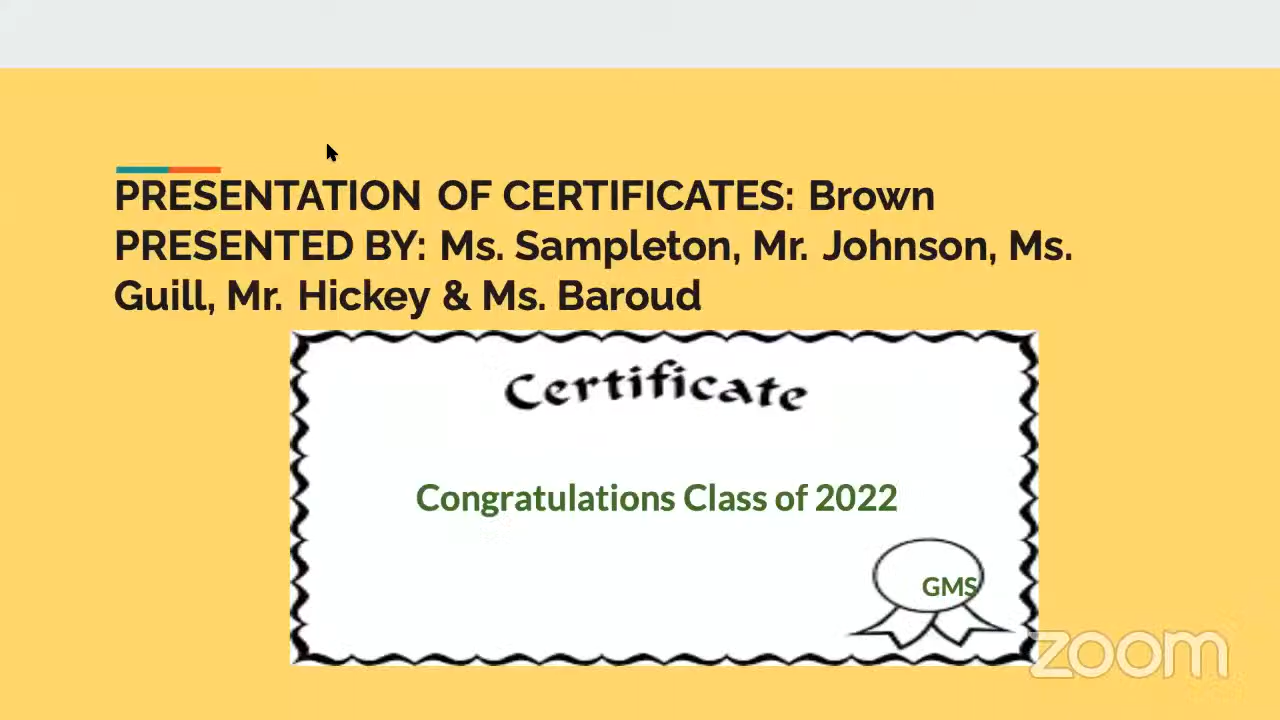 PRESENTATION OF CERTIFICATES: Brown
PRESENTED BY: Ms. Sampleton, Mr. Johnson, Ms.
Guill, Mr. Hickey & Ms. Baroud
Certificate
Congratulations Class of 2022
GMS
zoom